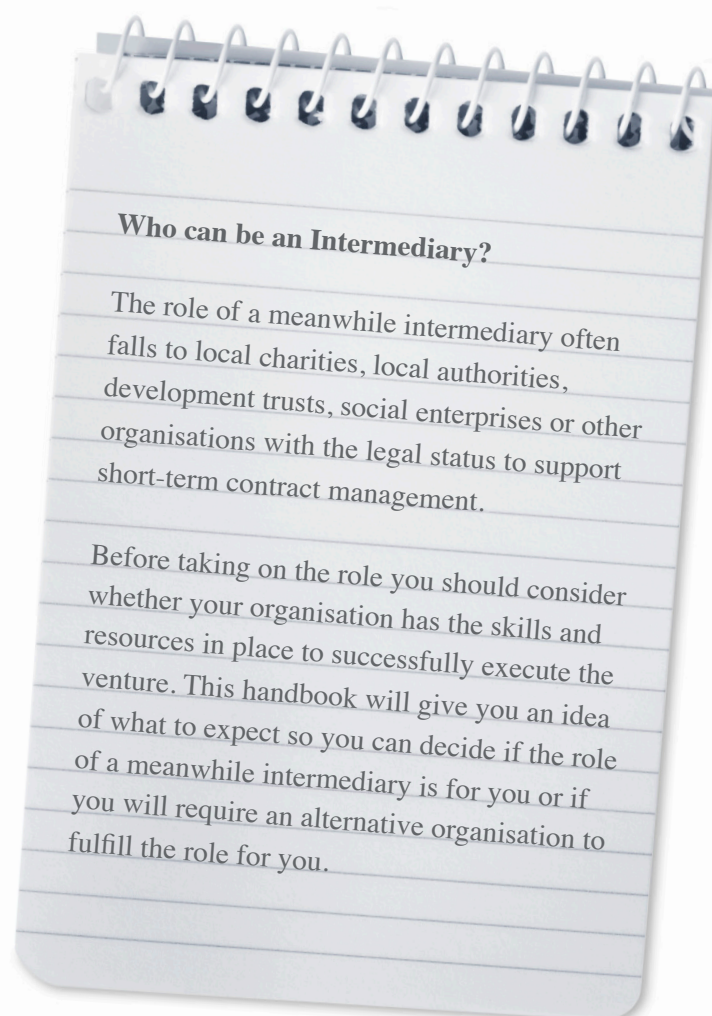 Who can be an Intermediary?
The role of a meanwhile intermediary often
falls to local charities, local authorities,
development trusts, social enterprises or other
organisations with the legal status to support
short-term contract management.
Before taking on the role you should consider
whether your organisation has the skills and
resources in place to successfully execute the
venture. This handbook will give you an idea
of what to expect so you can decide if the role
of a meanwhile intermediary is for you or if
you will require an alternative organisation to
fulfill the role for you.